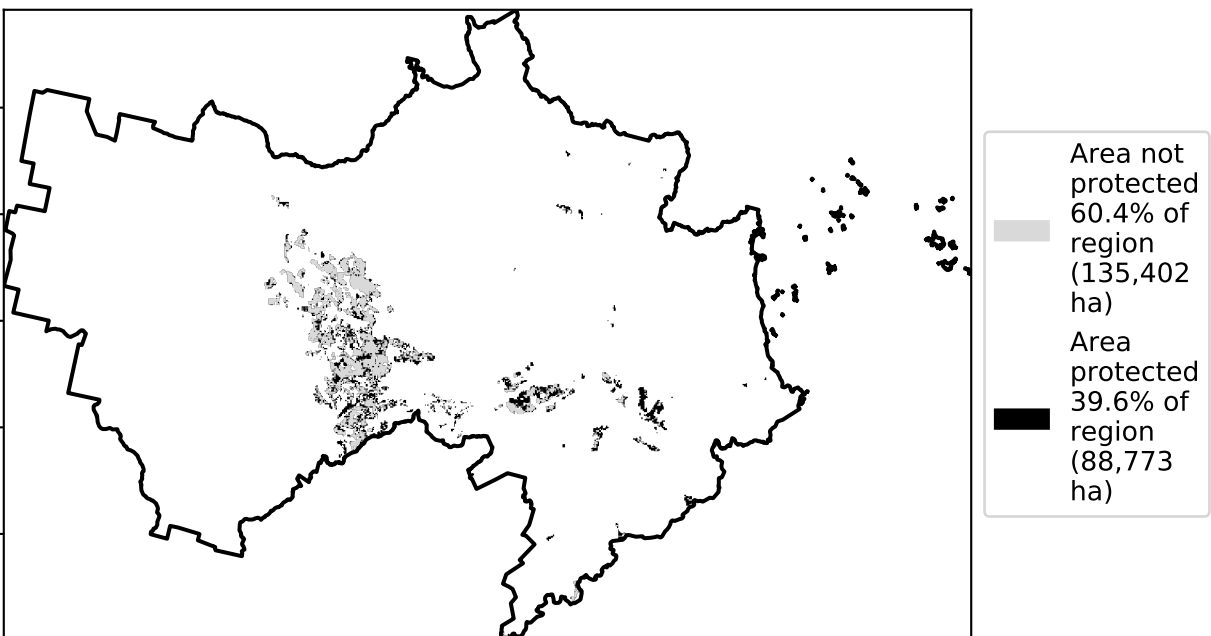 Area not
protected
60.4% of
region
(135,402
ha)
Area
protected
39.6% of
region
(88,773
ha)